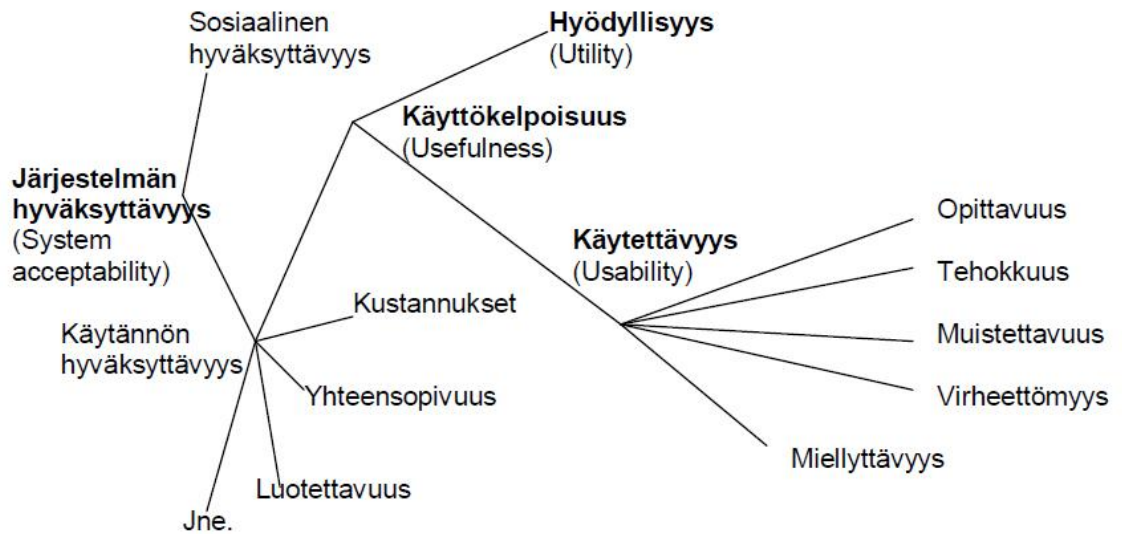 Sosiaalinen
hyväksyttävyys
Hyödyllisyys
(Utility)
Käyttökelpoisuus
(Usefulness)
Järjestelmän
hyväksyttävyys
(System
acceptability)
Käytettävyys
(Usability)
Opittavuus
Tehokkuus
Muistettavuus
Virheettömyys
Miellyttävyys
Käytännön
hyväksyttävyys
Kustannukset
Yhteensopivuus
Luotettavuus
Jne.